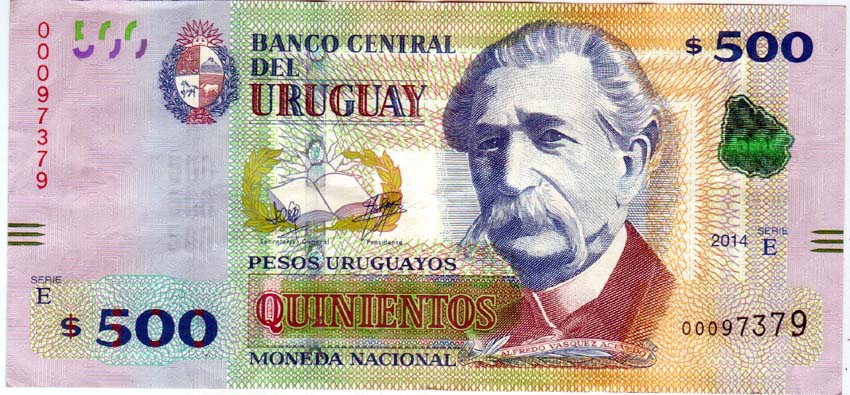 00097379
500
BANCO CENTRAL
DEL
URUGUAY
$ 500
Secretario General
Presidente
PESOS URUGUAYOS
2014
SERIE
E
SERIE
E
QUINIENTOS
$ 500
00097379
ALFREDO VASQUEZ ACEVEDO
MONEDA NACIONAL